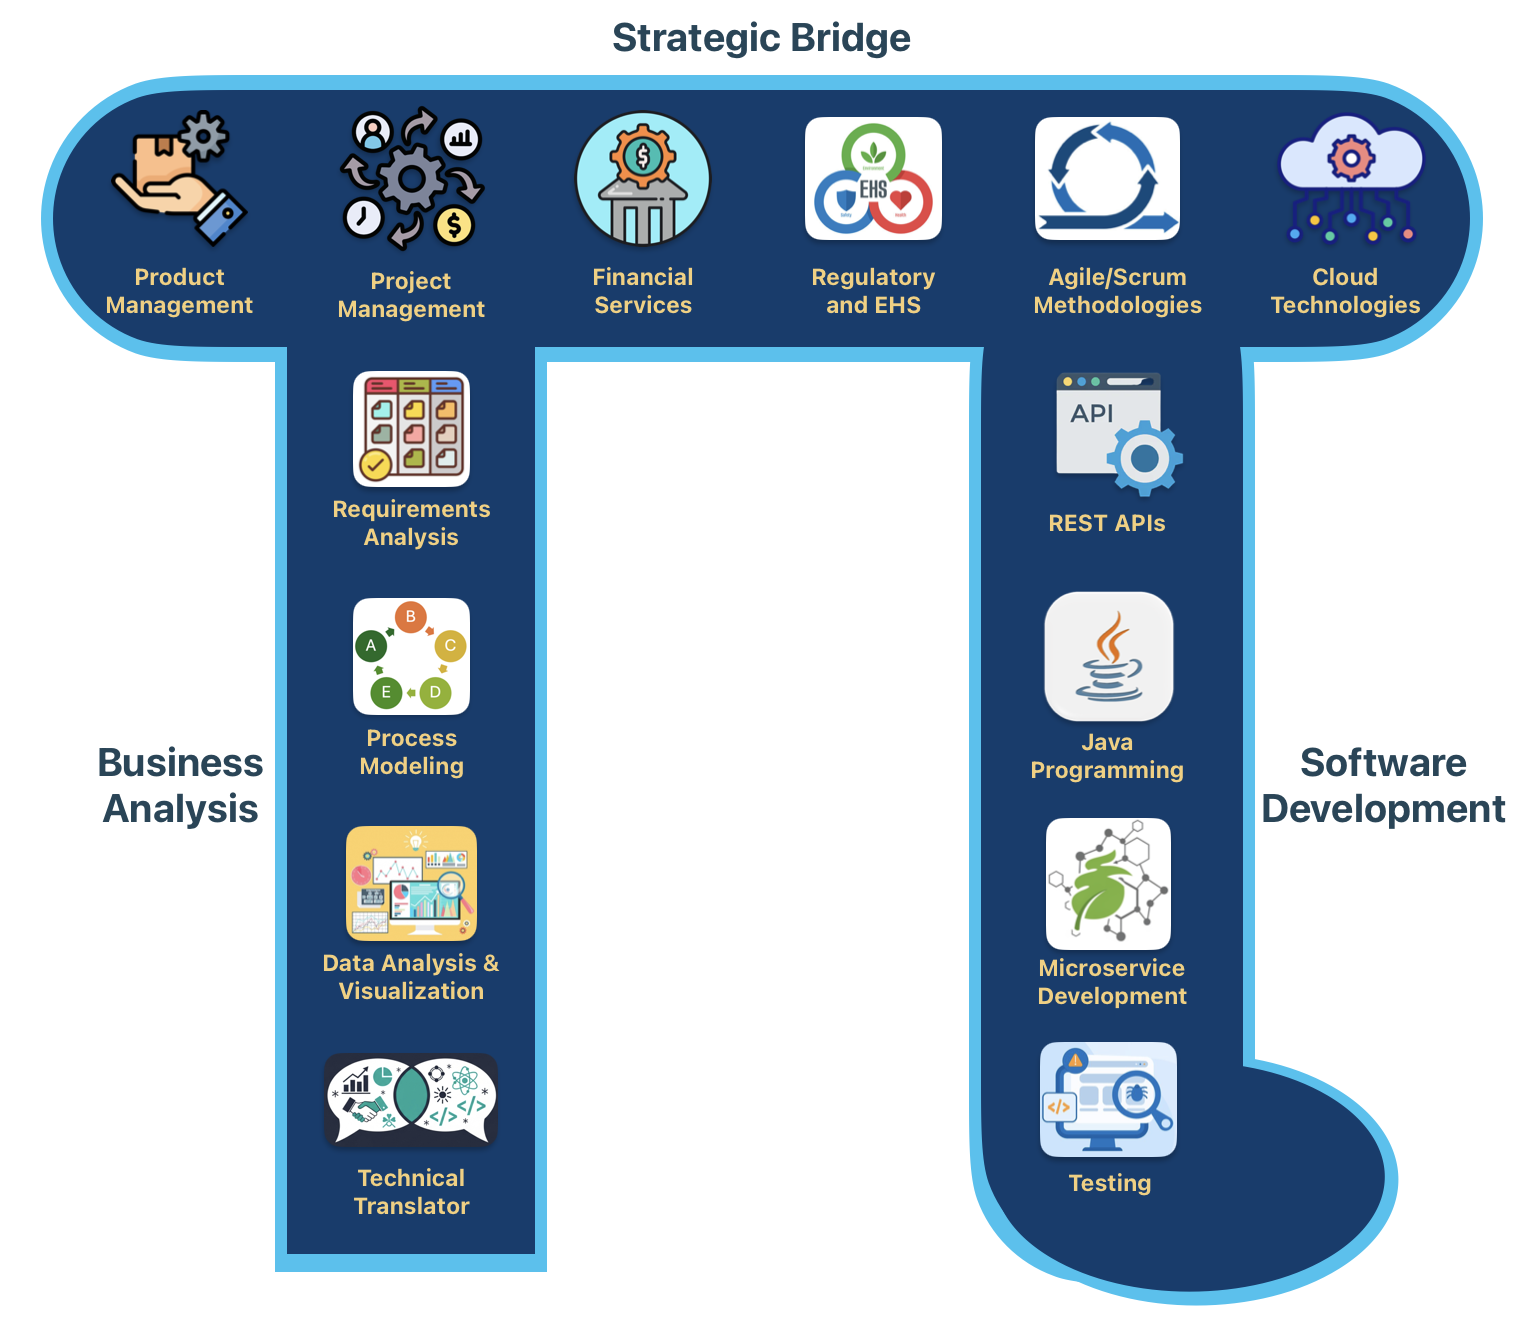 Strategic Bridge
Product
Management
Project
Management
Financial
Services
EHS
Regulatory
and EHS
Agile/Scrum
Methodologies
Cloud
Technologies
Business
Analysis
Requirements
Analysis
B
A
C
E
D
Process
Modeling
Data Analysis &
Visualization
</>
</>
Technical
Translator
API
REST APIs
Java
Programming
Microservice
Development
</>
Testing
Software
Development